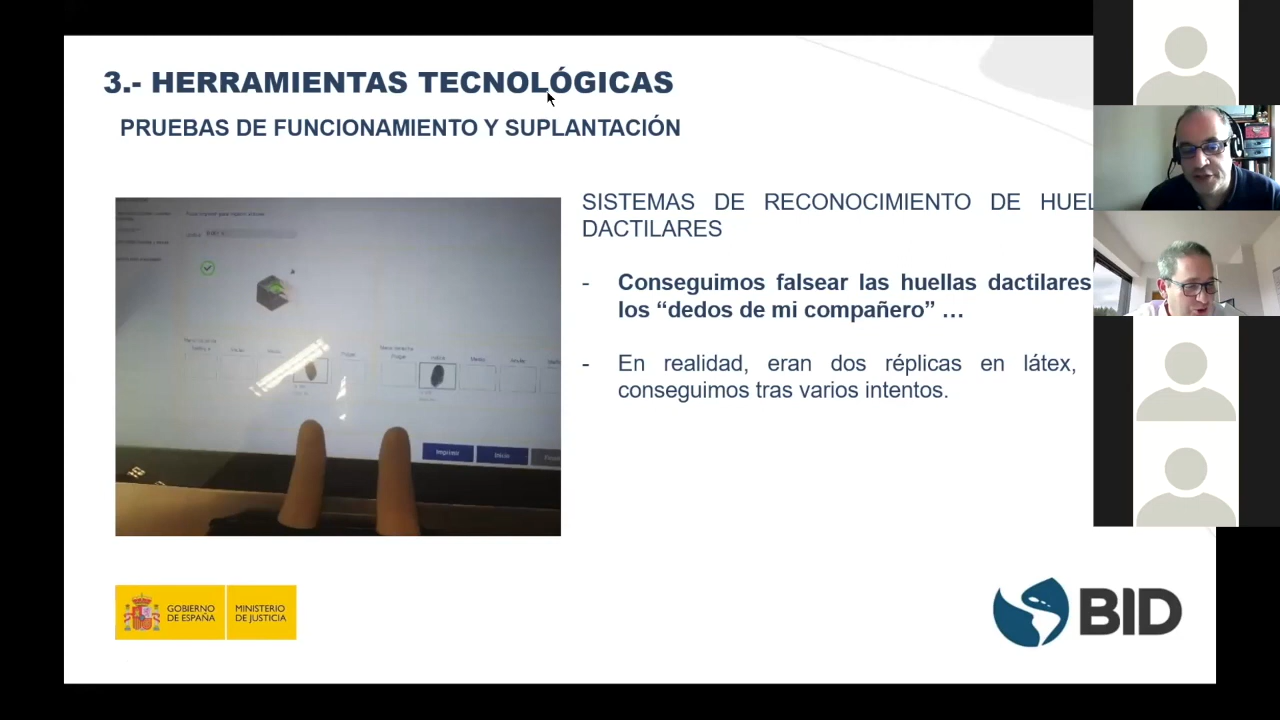 3.- HERRAMIENTAS TECNOLÓGICAS
PRUEBAS DE FUNCIONAMIENTO Y SUPLANTACIÓN
SISTEMAS DE RECONOCIMIENTO DE HUEL
DACTILARES
- Conseguimos falsear las huellas dactilares
los “dedos de mi compañero” …
- En realidad, eran dos réplicas en látex,
conseguimos tras varios intentos.
Imprimir
Inicio
GOBIERNO
DE ESPAÑA
MINISTERIO
DE JUSTICIA
BID